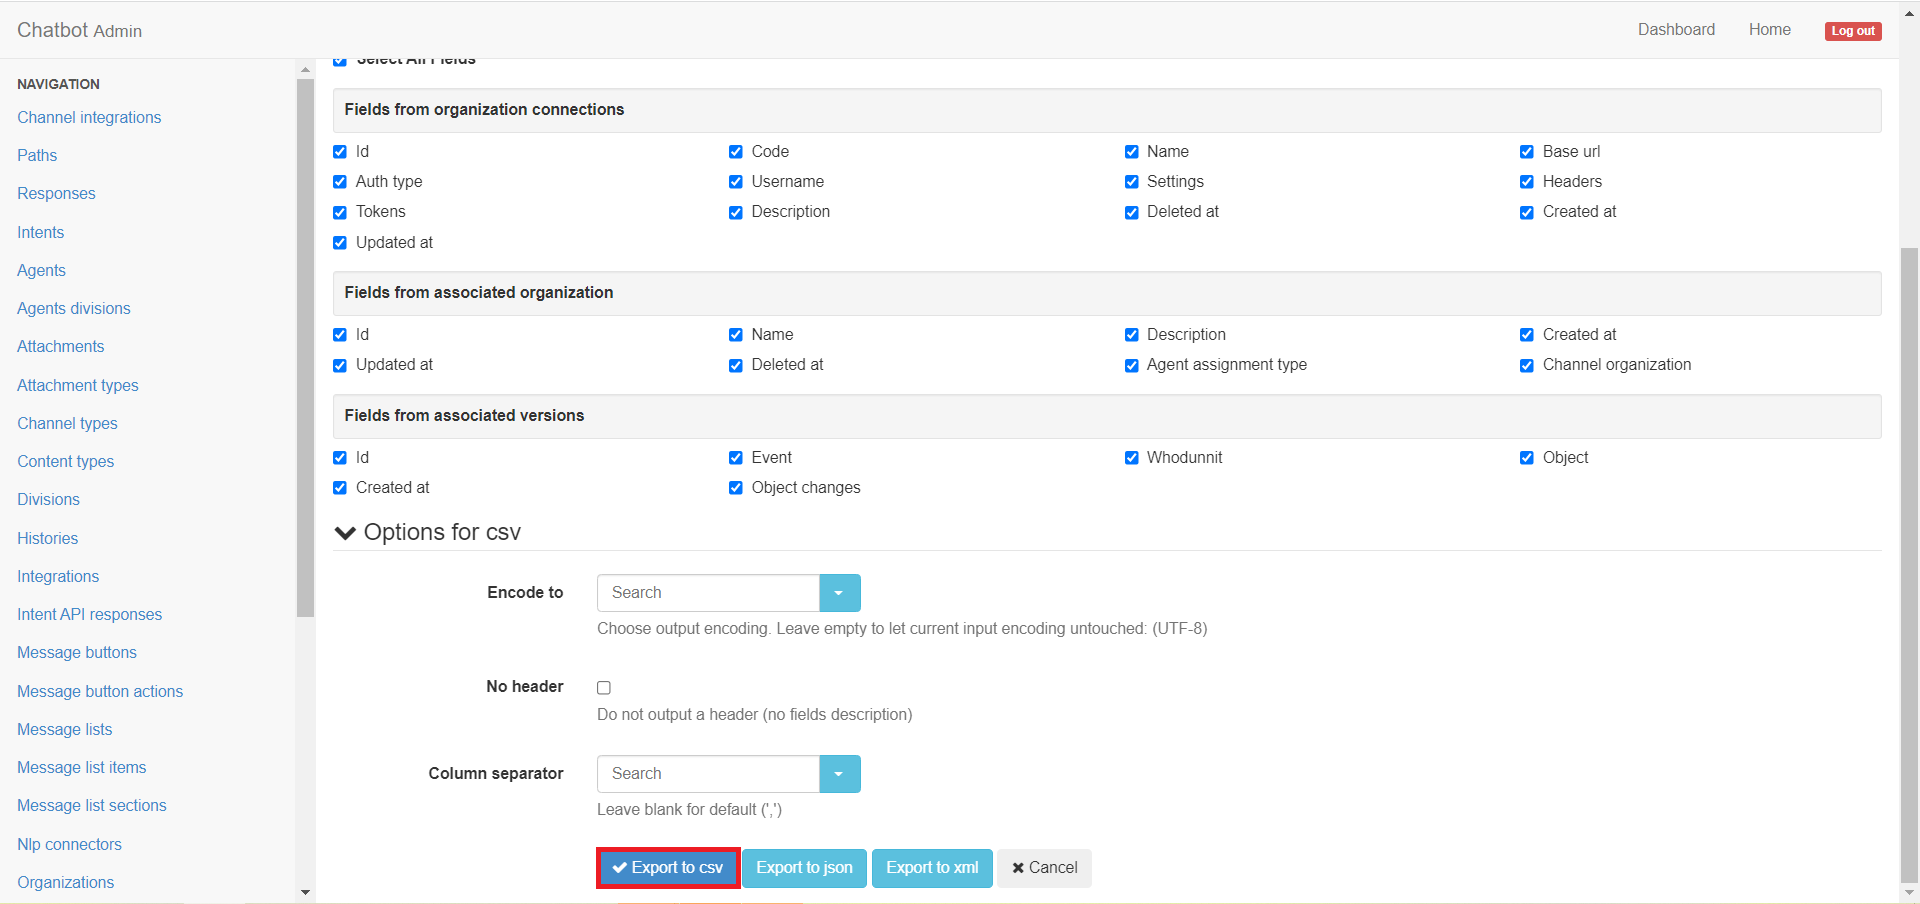 Chatbot Admin
Dashboard Home Log out
NAVIGATION
Channel integrations
Paths
Responses
Intents
Agents
Agents divisions
Attachments
Attachment types
Channel types
Content types
Divisions
Histories
Integrations
Intent API responses
Message buttons
Message button actions
Message lists
Message list items
Message list sections
Nlp connectors
Organizations
Select All Fields
Fields from organization connections
Id Code Name Base url
Auth type Username Settings Headers
Tokens Description Deleted at Created at
Updated at
Fields from associated organization
Id Name Description Created at
Updated at Deleted at Agent assignment type Channel organization
Fields from associated versions
Id Event Whodunnit Object
Created at Object changes
Options for csv
Encode to Search
Choose output encoding. Leave empty to let current input encoding untouched: (UTF-8)
No header
Do not output a header (no fields description)
Column separator Search
Leave blank for default (',')
Export to csv Export to json Export to xml Cancel